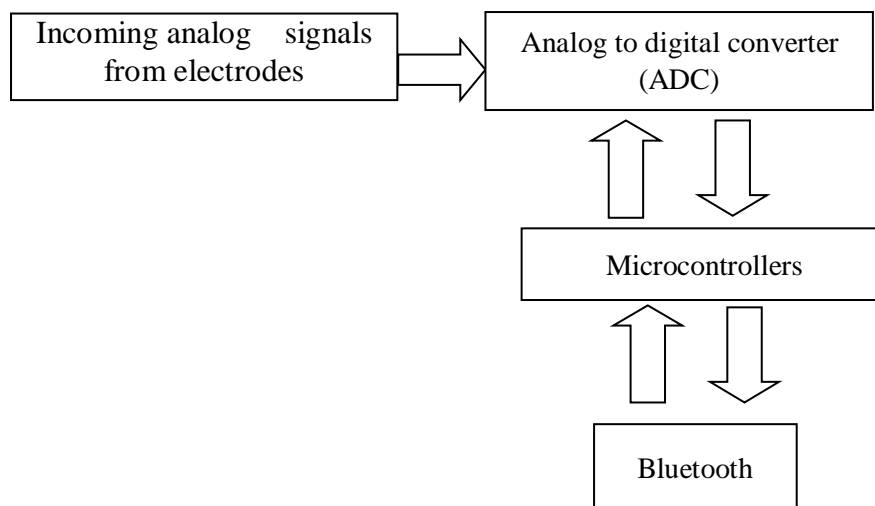 Incoming analog signals
from electrodes
Analog to digital converter
(ADC)
Microcontrollers
Bluetooth